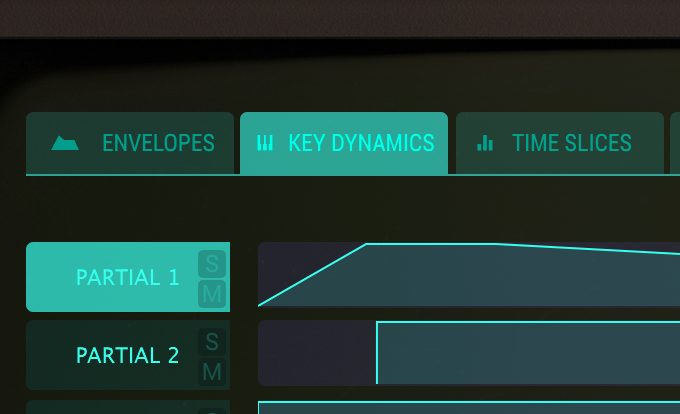 ENVELOPES
KEY DYNAMICS
TIME SLICES
PARTIAL 1
S
M
PARTIAL 2
S
M